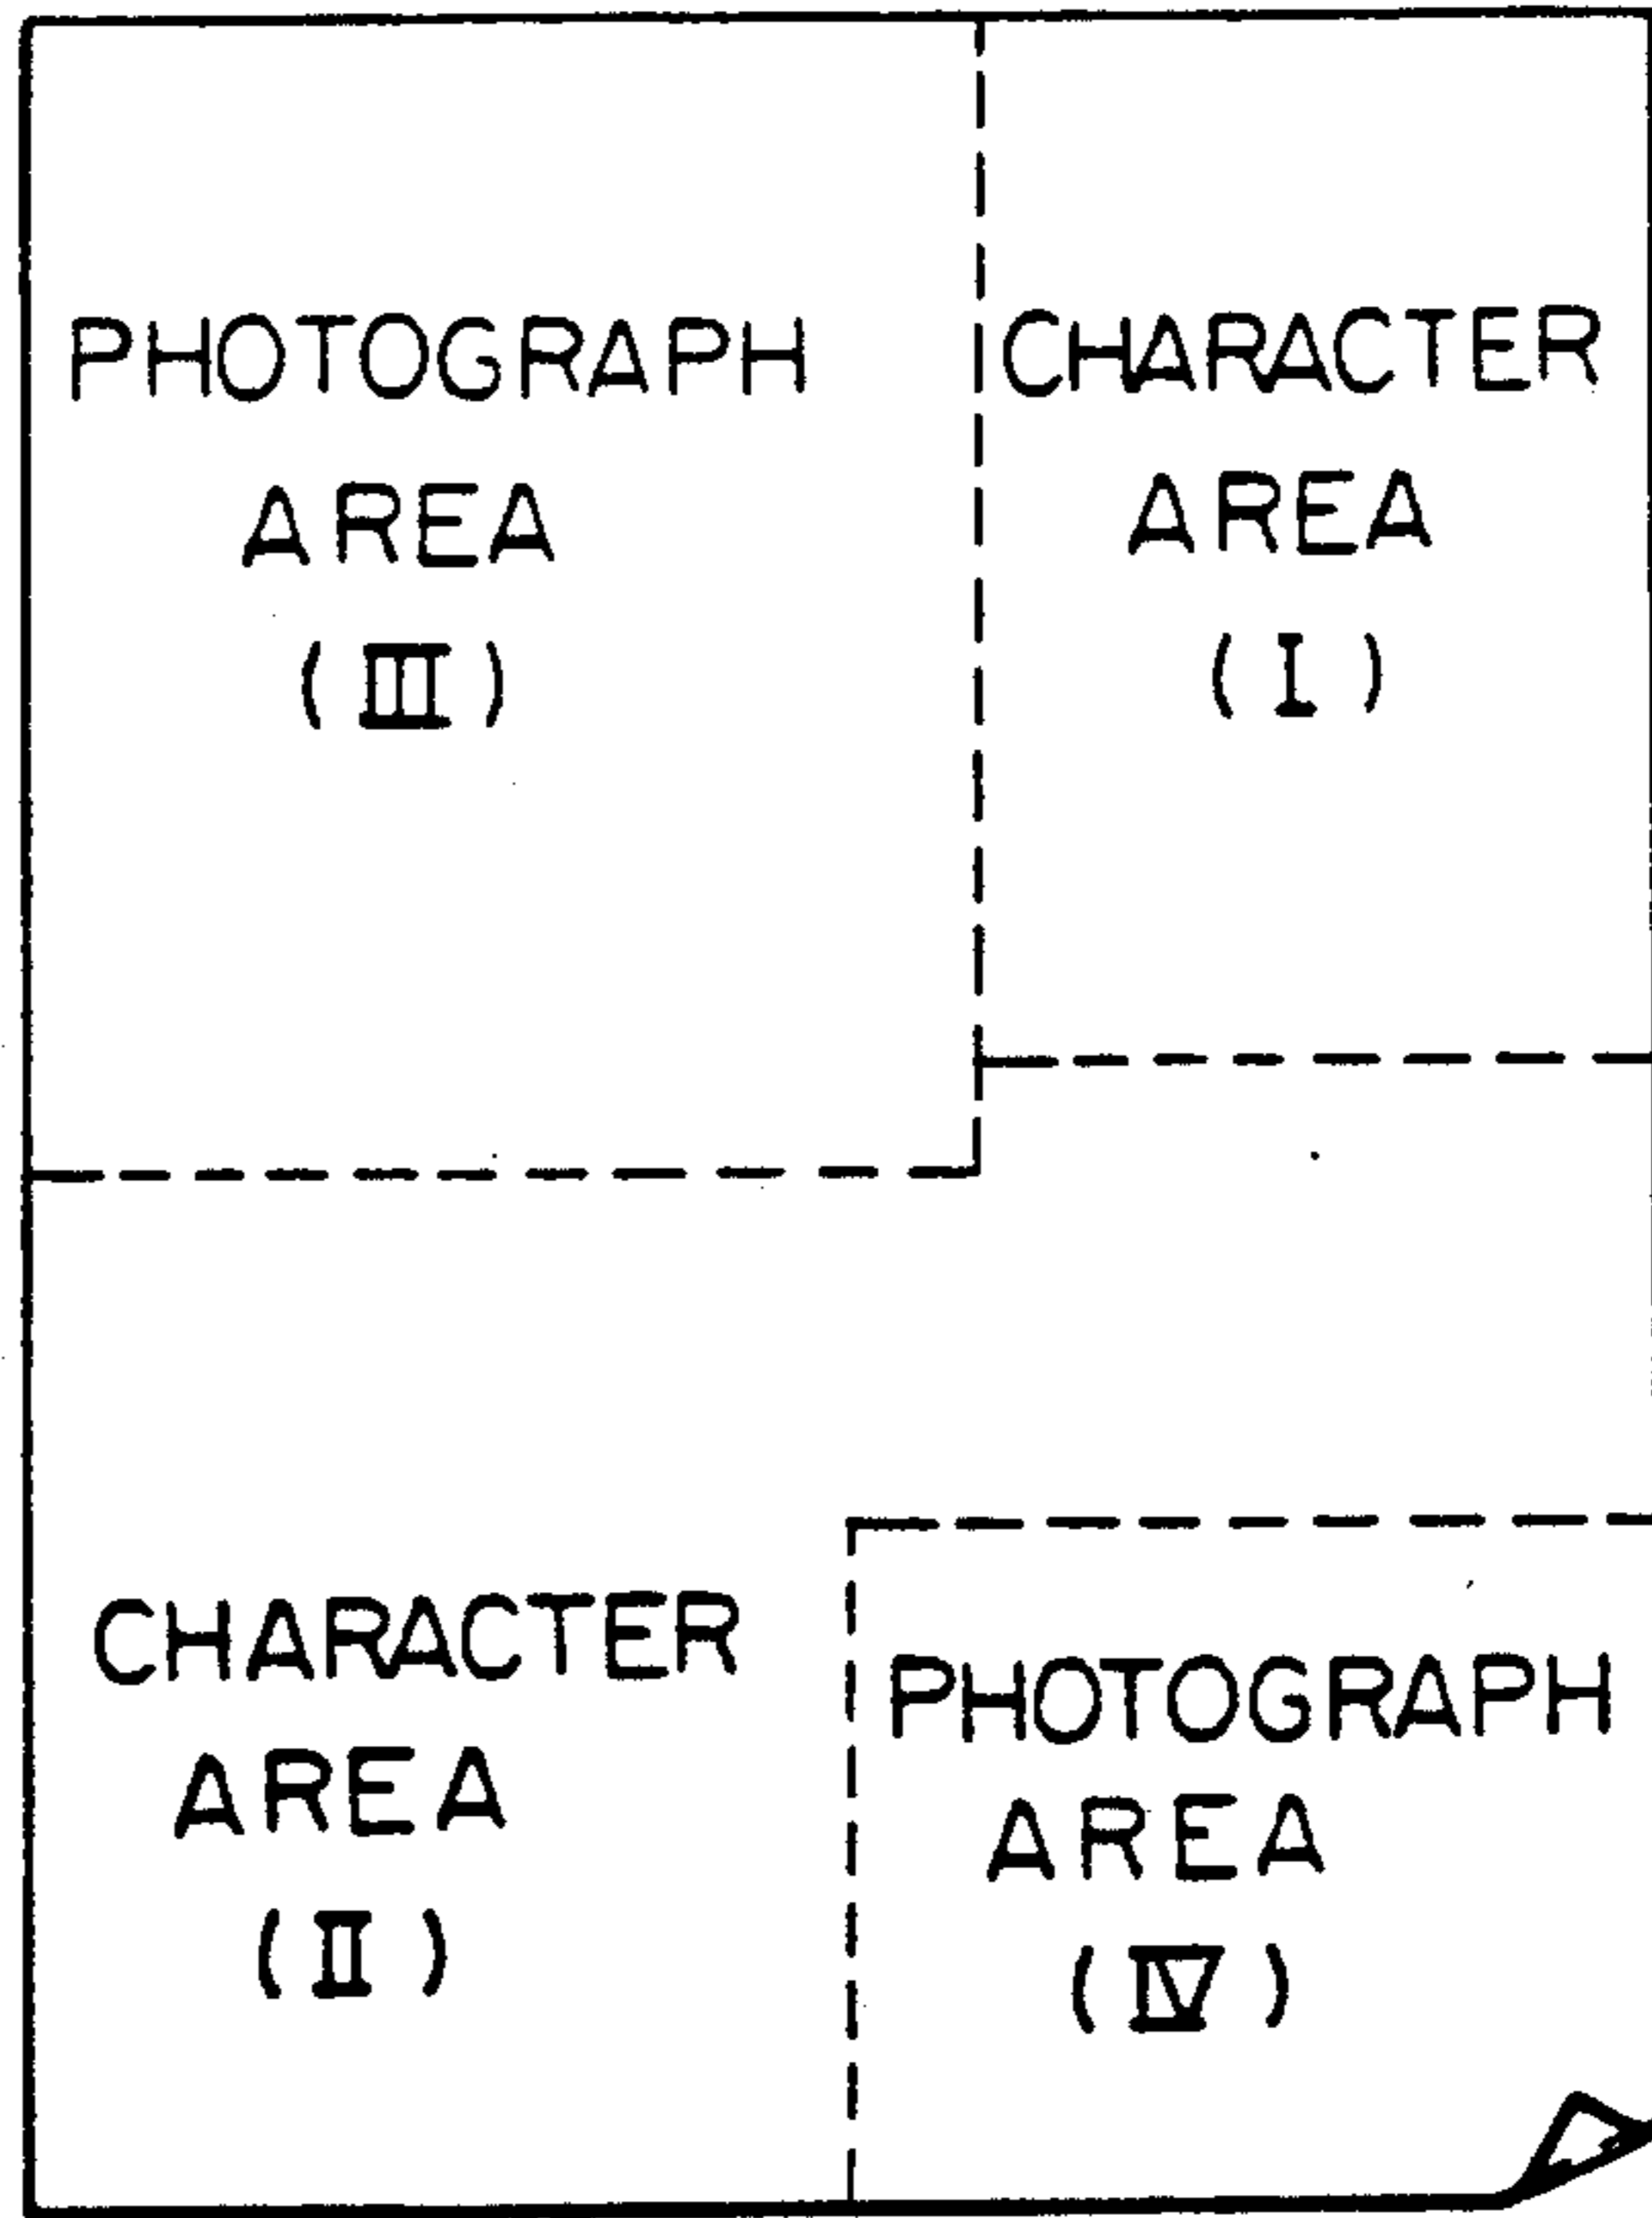 PHOTOGRAPH
AREA
(III)
CHARACTER
AREA
(I)
CHARACTER
AREA
(II)
PHOTOGRAPH
AREA
(IV)